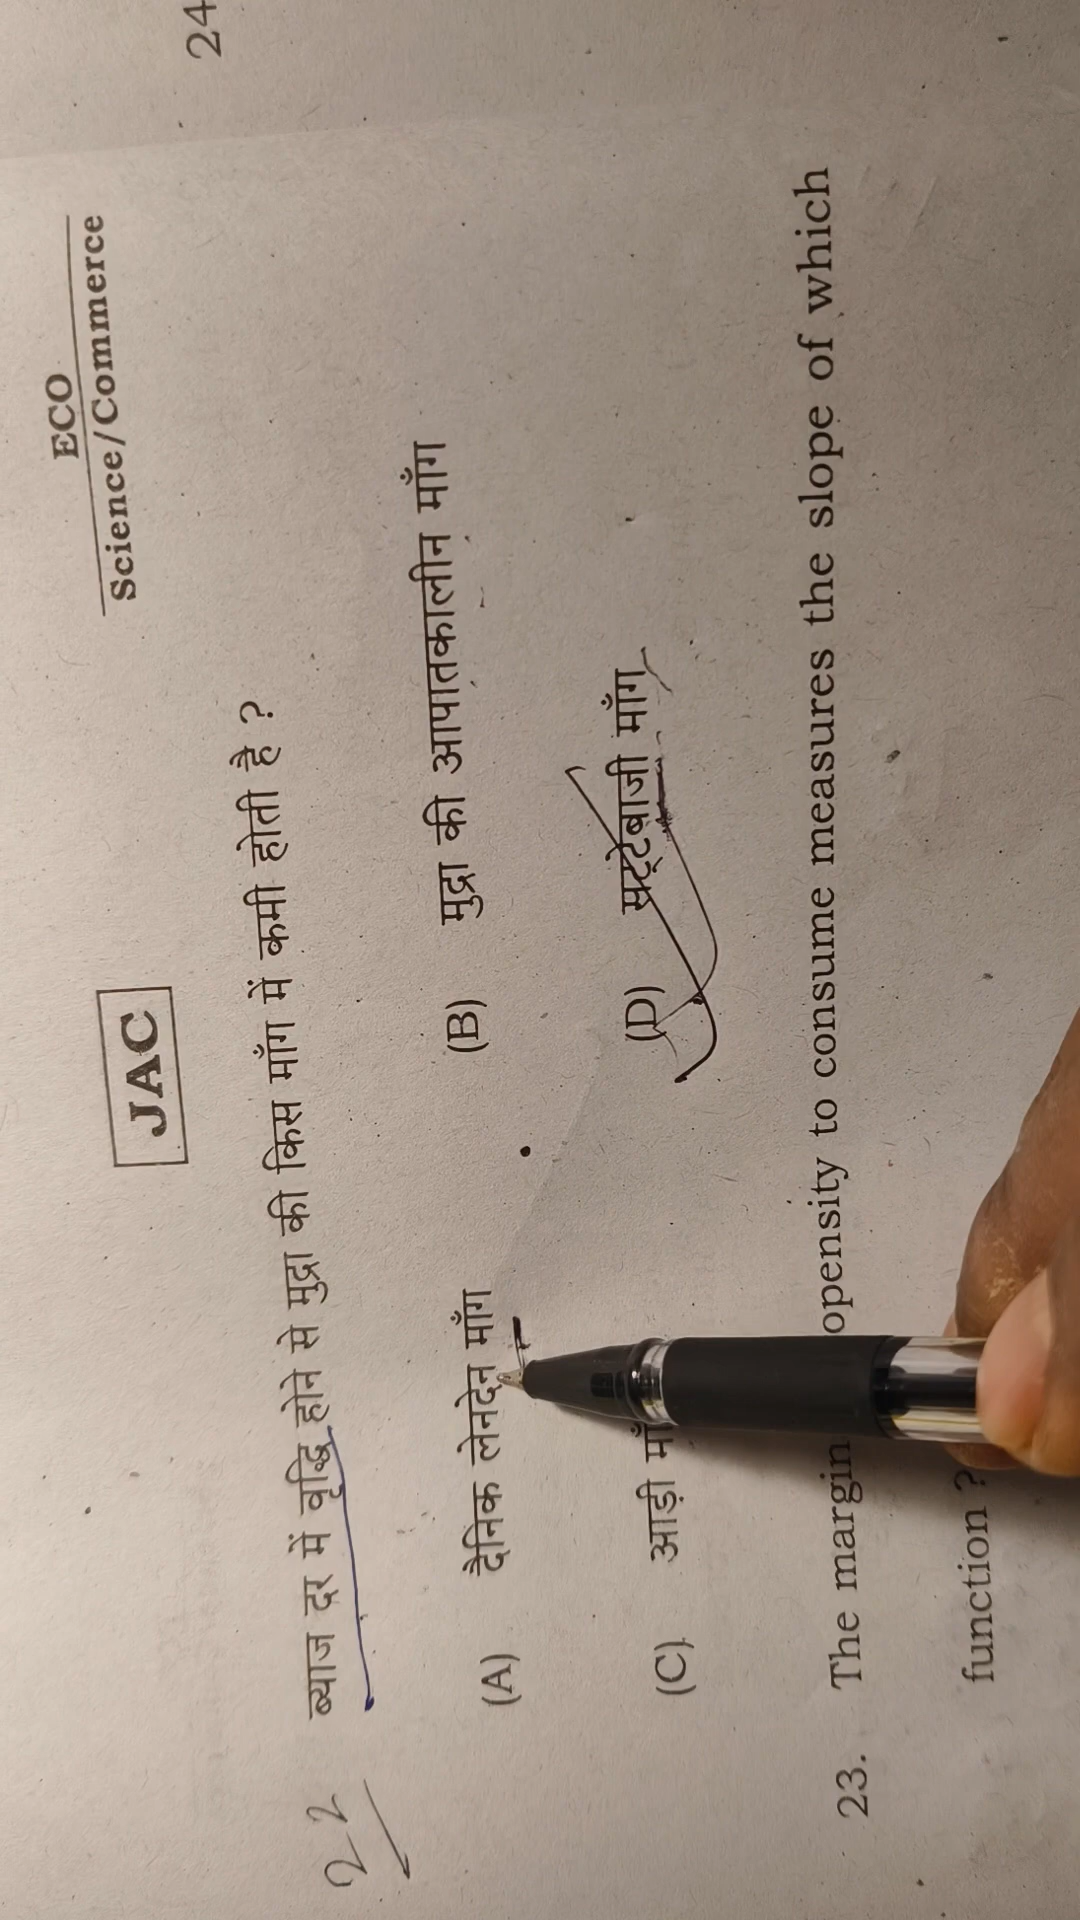 JAC
ECO
Science/Commerce
22 ब्याज दर में वृद्धि होने से मुद्रा की किस माँग में कमी होती है ?
(A) दैनिक लेनदेन माँग (B) मुद्रा की आपातकालीन माँग
(C) आड़ी (D) सट्टेबाजी माँग
23. The margin opensity to consume measures the slope of which
function ?
24